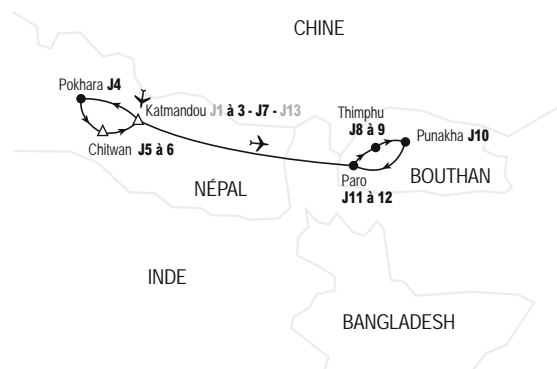 CHINE
Pokhara J4
Katmandou J1 à 3 - J7 - J13
Thimphu
J8 à 9
Punakha J10
Chitwan J5 à 6
Paro
J11 à 12
BOUTHAN
NÉPAL
INDE
BANGLADESH